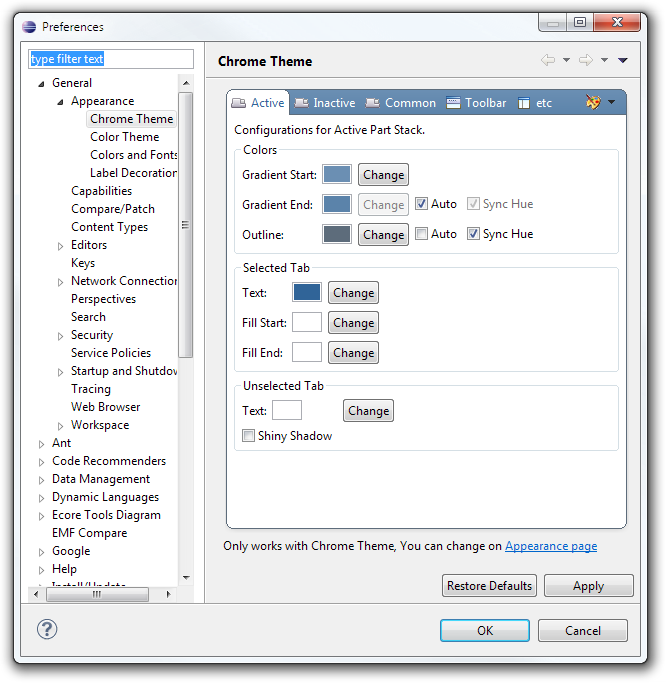 Preferences
type filter text
General
Appearance
Chrome Theme
Color Theme
Colors and Fonts
Label Decoration
Capabilities
Compare/Patch
Content Types
Editors
Keys
Network Connection
Perspectives
Search
Security
Service Policies
Startup and Shutdow
Tracing
Web Browser
Workspace
Ant
Code Recommenders
Data Management
Dynamic Languages
Ecore Tools Diagram
EMF Compare
Google
Help
Install/Update
Chrome Theme
Active Inactive Common Toolbar etc
Configurations for Active Part Stack.
Colors
Gradient Start: Change
Gradient End: Change Auto Sync Hue
Outline: Change Auto Sync Hue
Selected Tab
Text: Change
Fill Start: Change
Fill End: Change
Unselected Tab
Text: Change
Shiny Shadow
Only works with Chrome Theme, You can change on Appearance page
Restore Defaults Apply
? OK Cancel